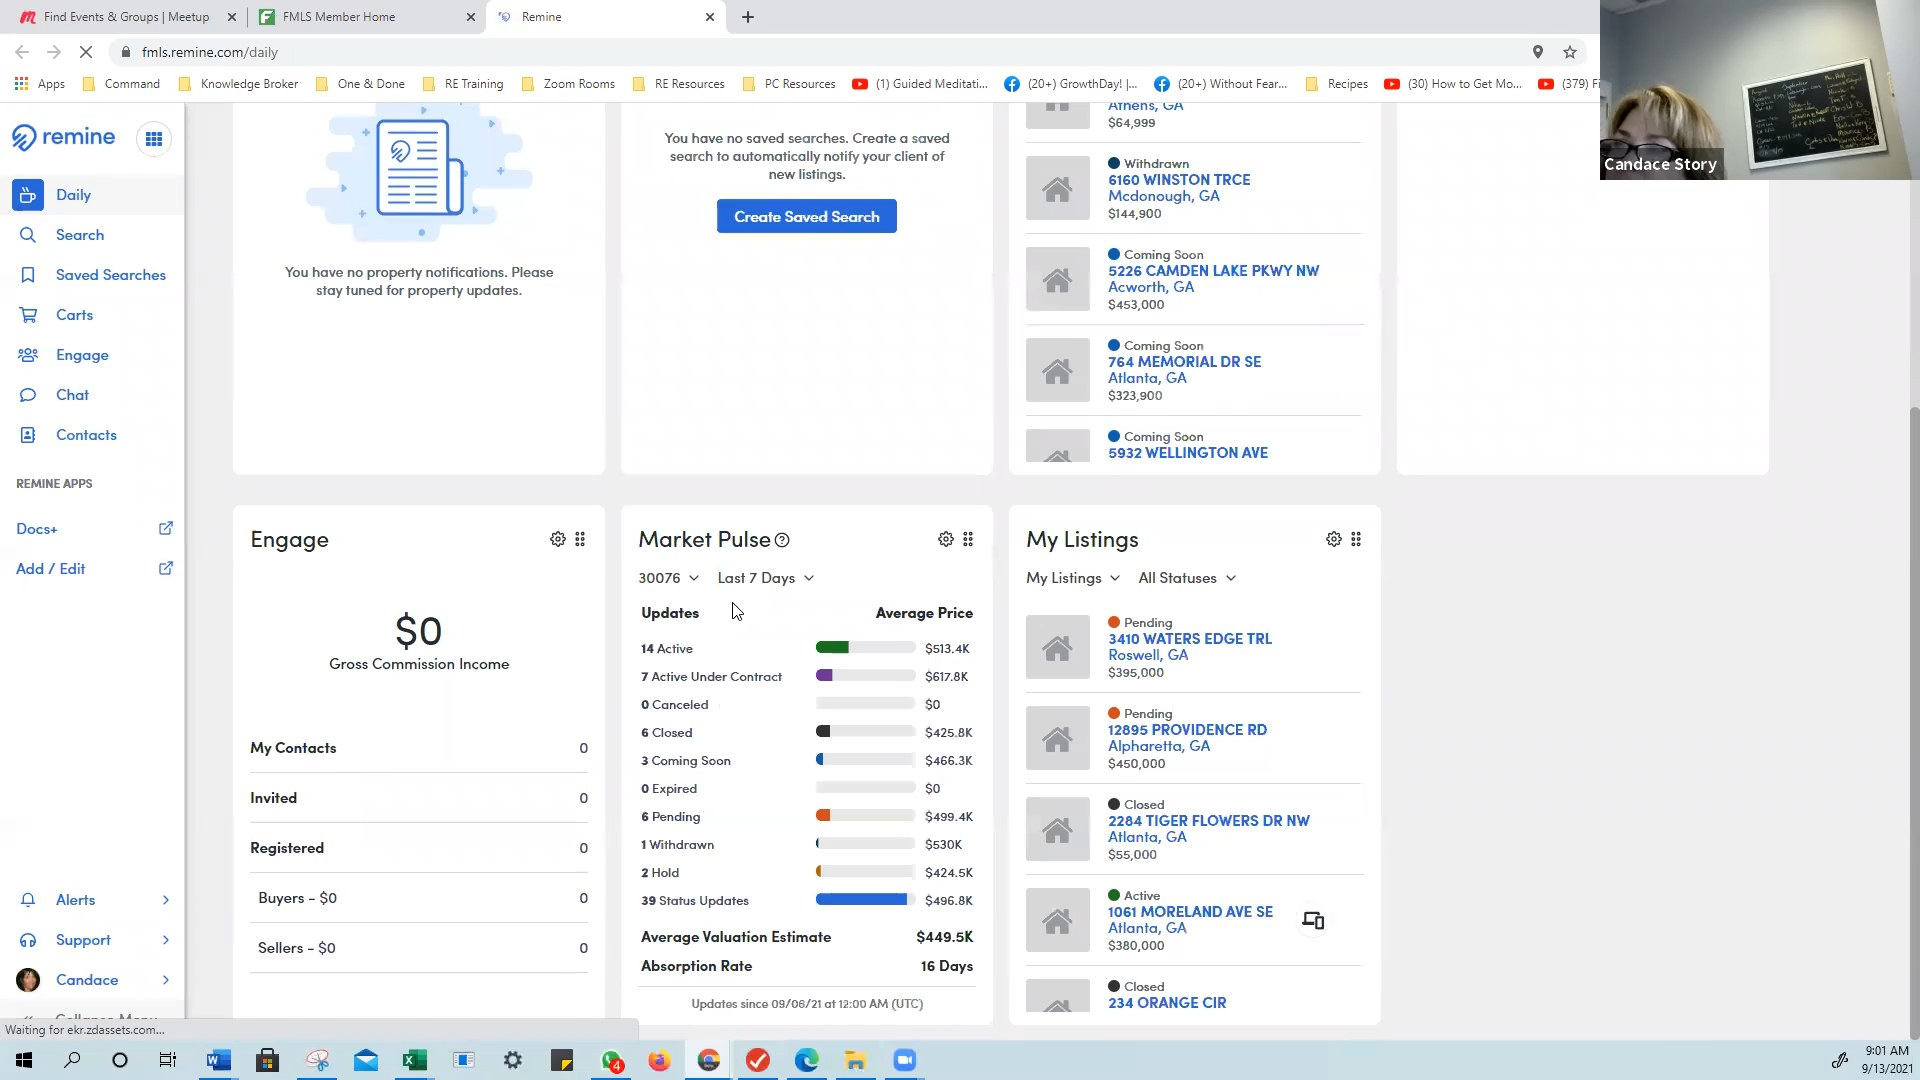 Find Events & Groups | Meetup
FMLS Member Home
Remine
fmls.remine.com/daily
Apps
Command
Knowledge Broker
One & Done
RE Training
Zoom Rooms
RE Resources
PC Resources
(1) Guided Meditati...
(20+) GrowthDay! |...
(20+) Without Fear...
Recipes
(30) How to Get Mo...
Candace Story
remine
Daily
Search
Saved Searches
Carts
Engage
Chat
Contacts
REMINE APPS
Docs+
Add / Edit
Alerts
Support
Candace
Collapse Menu
You have no property notifications. Please
stay tuned for property updates.
You have no saved searches. Create a saved
search to automatically notify your client of
new listings.
Create Saved Search
Athens, GA
$64,999
Withdrawn
6160 WINSTON TRCE
Mcdonough, GA
$144,900
Coming Soon
5226 CAMDEN LAKE PKWY NW
Acworth, GA
$453,000
Coming Soon
764 MEMORIAL DR SE
Atlanta, GA
$323,900
Coming Soon
5932 WELLINGTON AVE
Engage
$0
Gross Commission Income
My Contacts 0
Invited 0
Registered 0
Buyers - $0 0
Sellers - $0 0
Market Pulse
30076 Last 7 Days
Updates Average Price
14 Active $513.4K
7 Active Under Contract $617.8K
0 Canceled $0
6 Closed $425.8K
3 Coming Soon $466.3K
0 Expired $0
6 Pending $499.4K
1 Withdrawn $530K
2 Hold $424.5K
39 Status Updates $496.8K
Average Valuation Estimate $449.5K
Absorption Rate 16 Days
Updates since 09/06/21 at 12:00 AM (UTC)
My Listings
My Listings All Statuses
Pending
3410 WATERS EDGE TRL
Roswell, GA
$395,000
Pending
12895 PROVIDENCE RD
Alpharetta, GA
$450,000
Closed
2284 TIGER FLOWERS DR NW
Atlanta, GA
$55,000
Active
1061 MORELAND AVE SE
Atlanta, GA
$380,000
Closed
234 ORANGE CIR
Waiting for ekr.zdassets.com...
4
9:01 AM
9/13/2021